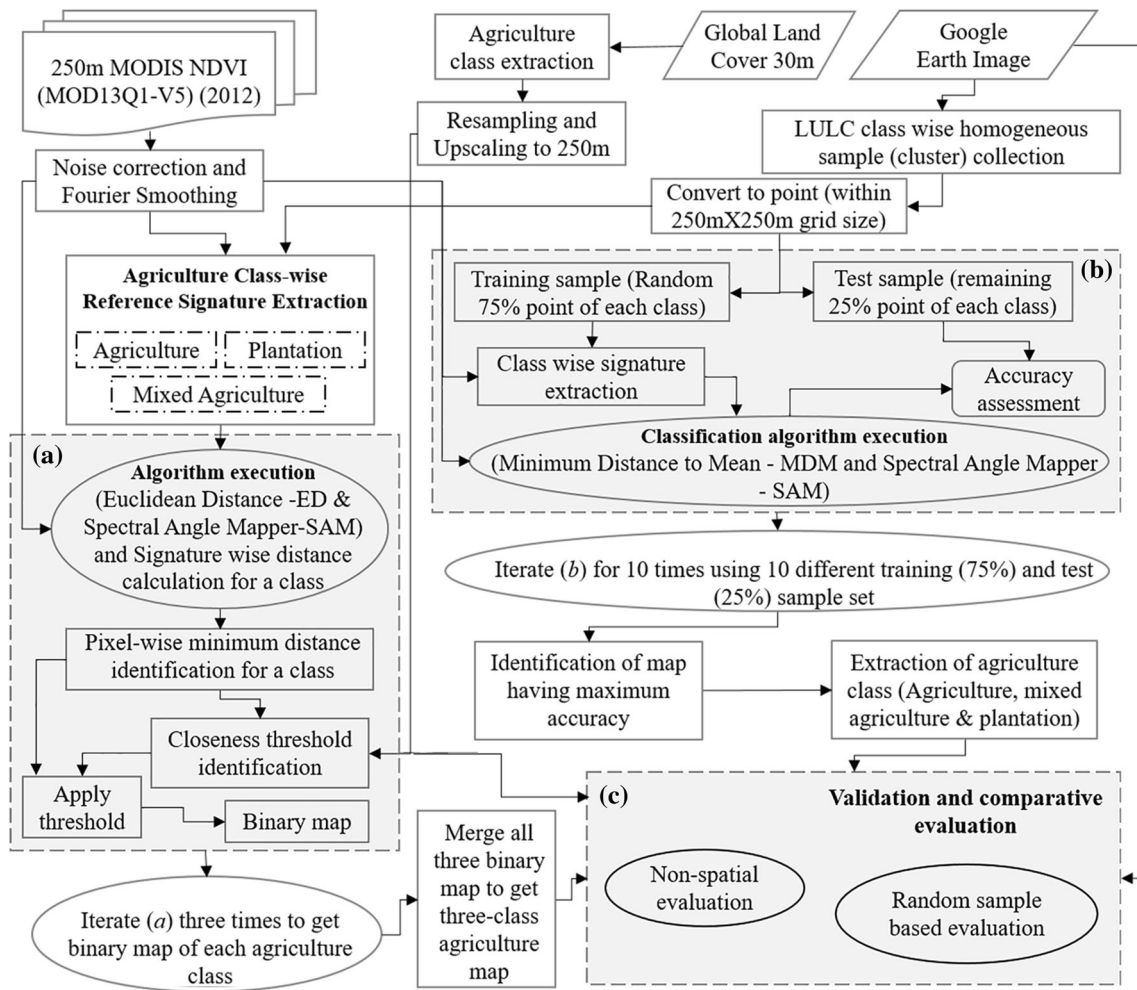 250m MODIS NDVI
(MOD13Q1-V5) (2012)
Agriculture
class extraction
Global Land
Cover 30m
Google
Earth Image
Resampling and
Upscaling to 250m
LULC class wise homogeneous
sample (cluster) collection
Noise correction and
Fourier Smoothing
Convert to point (within
250mX250m grid size)
Agriculture Class-wise
Reference Signature Extraction
Agriculture
Plantation
Mixed Agriculture
(b)
Training sample (Random
75% point of each class)
Test sample (remaining
25% point of each class)
Class wise signature
extraction
Accuracy
assessment
Classification algorithm execution
(Minimum Distance to Mean - MDM and Spectral Angle Mapper
- SAM)
(a)
Algorithm execution
(Euclidean Distance -ED &
Spectral Angle Mapper-SAM)
and Signature wise distance
calculation for a class
Iterate (b) for 10 times using 10 different training (75%) and test
(25%) sample set
Pixel-wise minimum distance
identification for a class
Identification of map
having maximum
accuracy
Extraction of agriculture
class (Agriculture, mixed
agriculture & plantation)
Closeness threshold
identification
Apply
threshold
Binary map
Merge all
three binary
map to get
three-class
agriculture
map
(c)
Validation and comparative
evaluation
Non-spatial
evaluation
Random sample
based evaluation
Iterate (a) three times to get
binary map of each agriculture
class